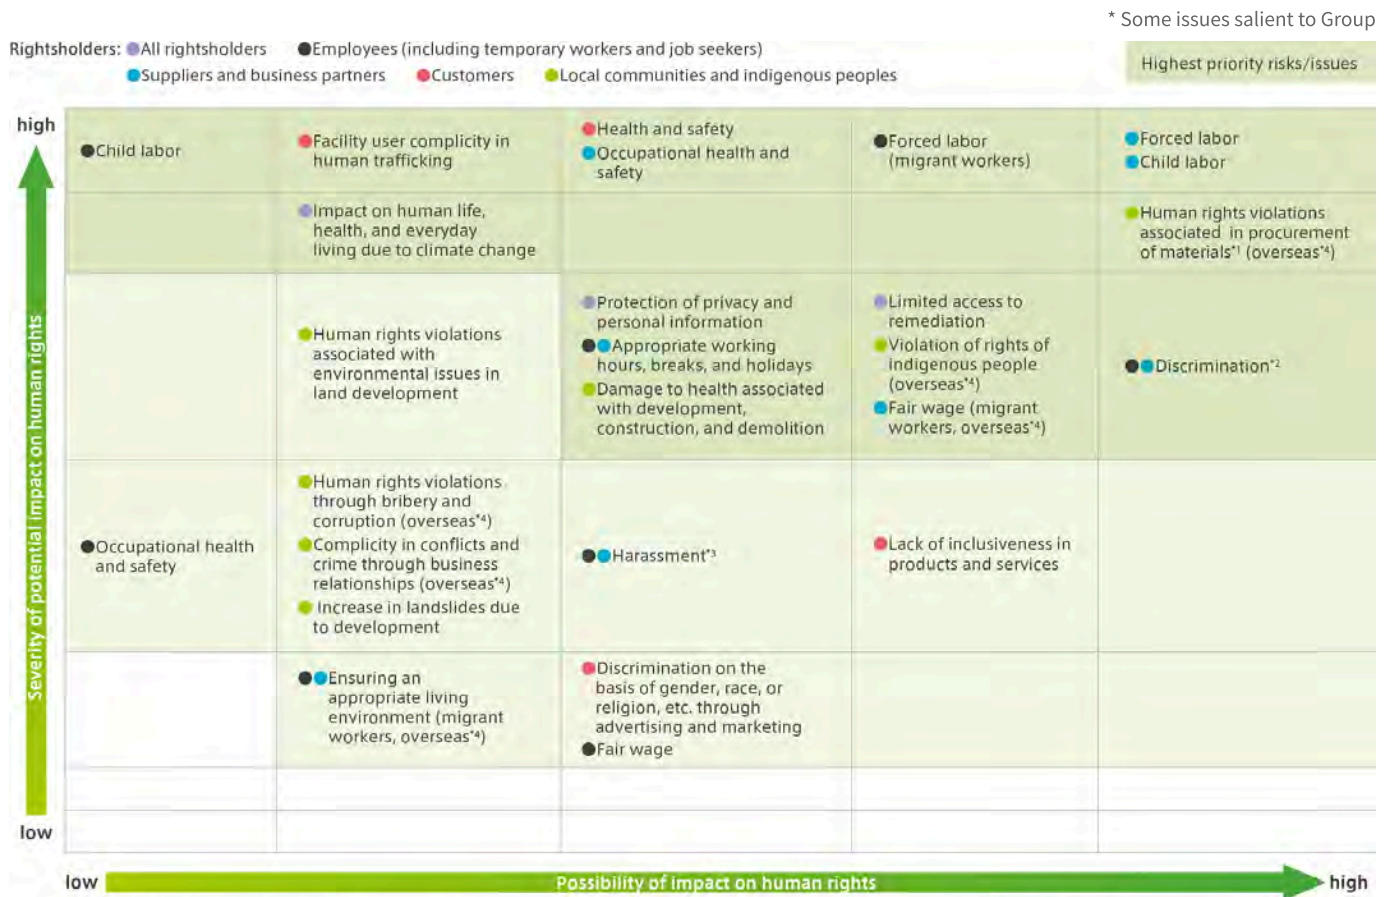 * Some issues salient to Group
Rightsholders: All rightsholders Employees (including temporary workers and job seekers)
Suppliers and business partners Customers Local communities and indigenous peoples
Highest priority risks/issues
high
Severity of potential impact on human rights
low
Child labor
Facility user complicity in
human trafficking
Health and safety
Occupational health and
safety
Forced labor
(migrant workers)
Forced labor
Child labor
Impact on human life,
health, and everyday
living due to climate change
Human rights violations
associated in procurement
of materials*1 (overseas*4)
Human rights violations
associated with
environmental issues in
land development
Protection of privacy and
personal information
Appropriate working
hours, breaks, and holidays
Damage to health associated
with development,
construction, and demolition
Limited access to
remediation
Violation of rights of
indigenous people
(overseas*4)
Fair wage (migrant
workers, overseas*4)
Discrimination*2
Occupational health
and safety
Human rights violations
through bribery and
corruption (overseas*4)
Complicity in conflicts and
crime through business
relationships (overseas*4)
Increase in landslides due
to development
Harassment*3
Lack of inclusiveness in
products and services
Ensuring an
appropriate living
environment (migrant
workers, overseas*4)
Discrimination on the
basis of gender, race, or
religion, etc. through
advertising and marketing
Fair wage
low
Possibility of impact on human rights
high